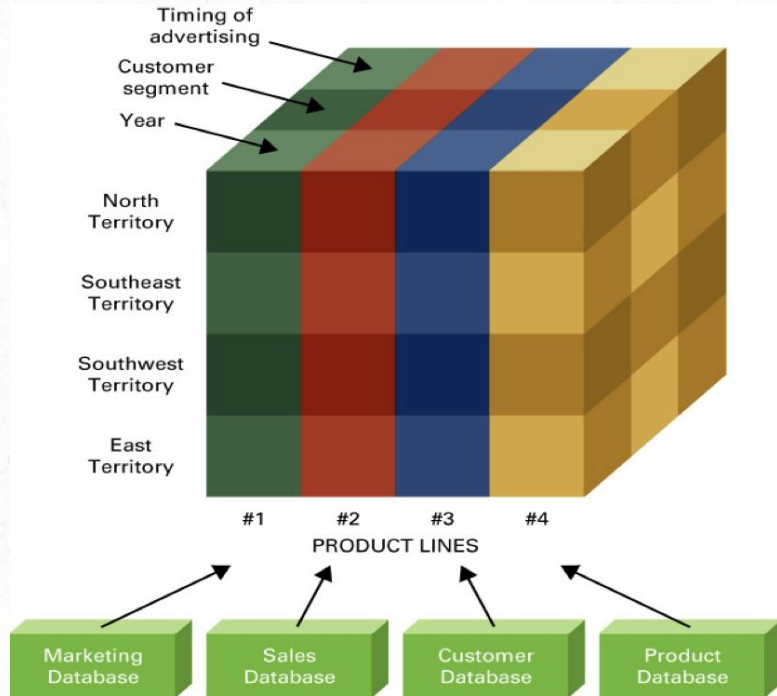 Timing of
advertising
Customer
segment
Year
North
Territory
Southeast
Territory
Southwest
Territory
East
Territory
#1 #2 #3 #4
PRODUCT LINES
Marketing
Database
Sales
Database
Customer
Database
Product
Database